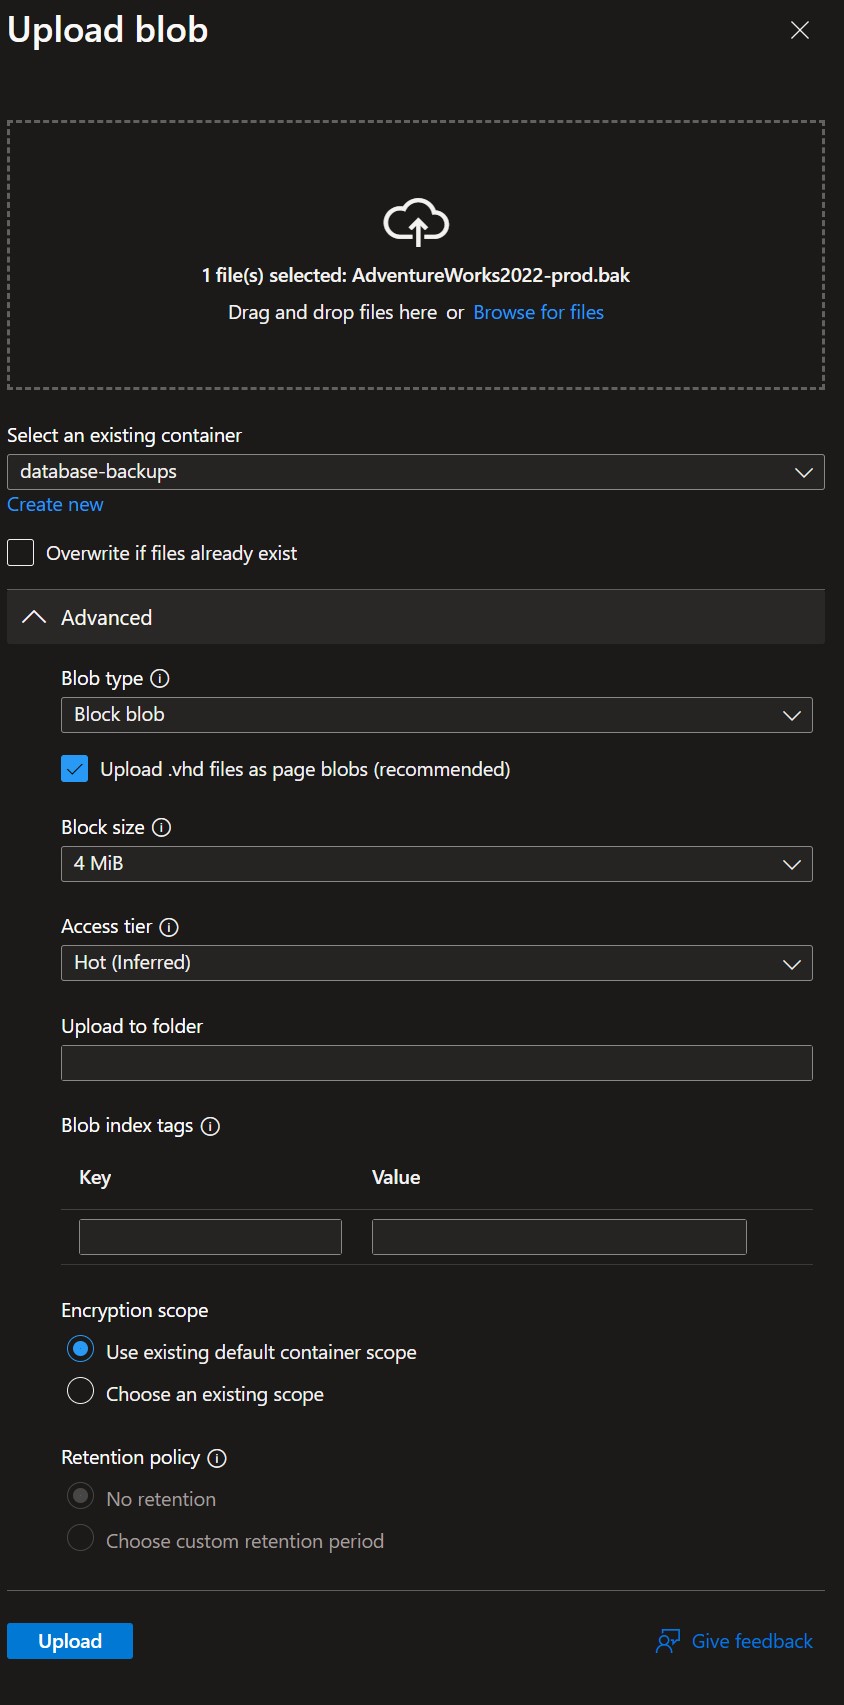 Upload blob
1 file(s) selected: AdventureWorks2022-prod.bak
Drag and drop files here or Browse for files
Select an existing container
database-backups
Create new
Overwrite if files already exist
Advanced
Blob type
Block blob
Upload .vhd files as page blobs (recommended)
Block size
4 MiB
Access tier
Hot (Inferred)
Upload to folder
Blob index tags
Key Value
Encryption scope
Use existing default container scope
Choose an existing scope
Retention policy
No retention
Choose custom retention period
Upload Give feedback